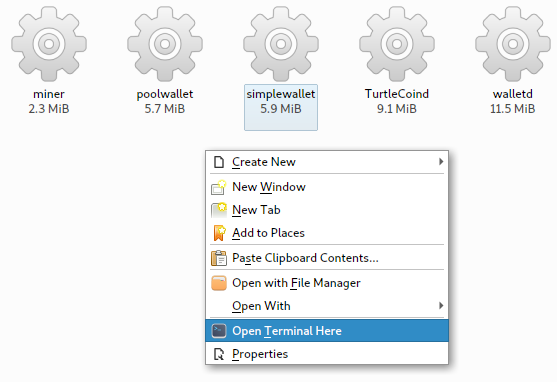 miner poolwallet simplewallet TurtleCoind walletd
2.3 MiB 5.7 MiB 5.9 MiB 9.1 MiB 11.5 MiB
Create New
New Window
New Tab
Add to Places
Paste Clipboard Contents...
Open with File Manager
Open With
Open Terminal Here
Properties